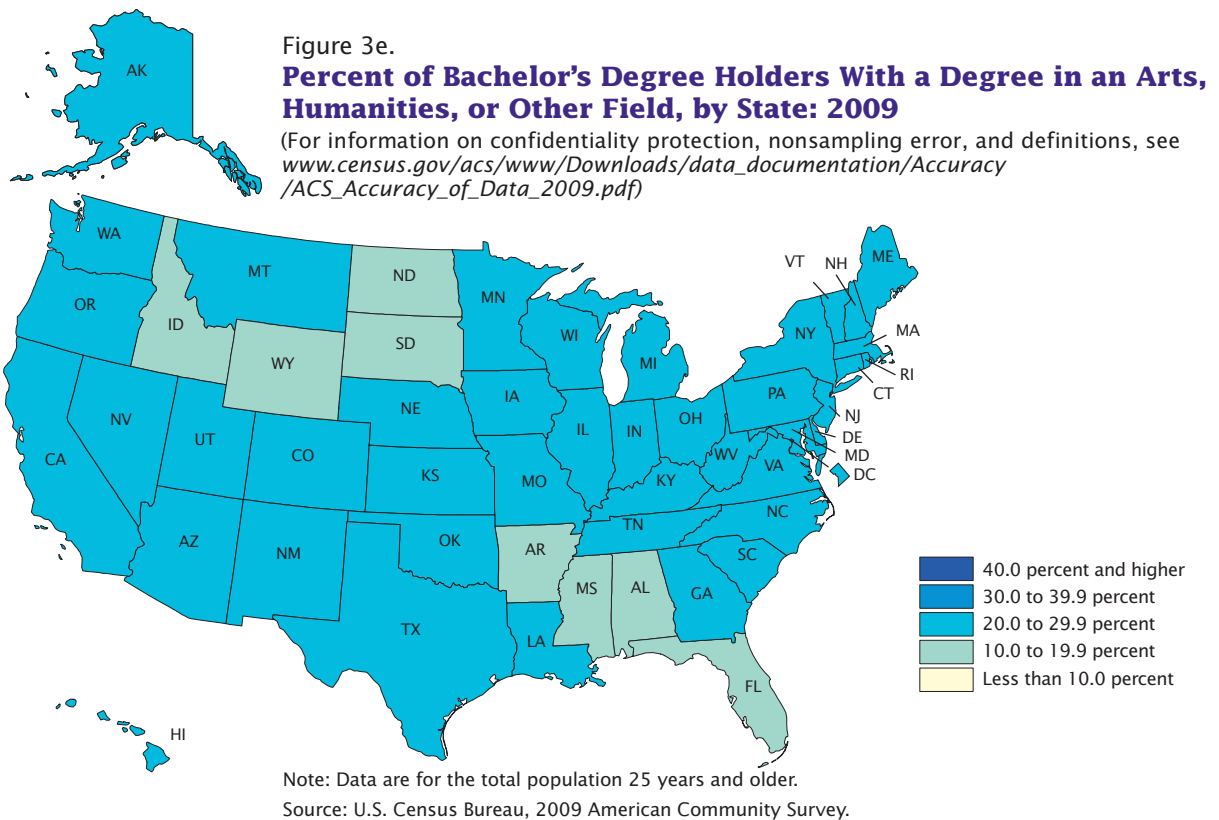 Figure 3e.
Percent of Bachelor's Degree Holders With a Degree in an Arts,
Humanities, or Other Field, by State: 2009
(For information on confidentiality protection, nonsampling error, and definitions, see
www.census.gov/acs/www/Downloads/data_documentation/Accuracy
/ACS_Accuracy_of_Data_2009.pdf)
AK
WA
MT
ND
MN
VT
NH
ME
OR
ID
WY
SD
WI
MI
NY
MA
RI
CT
NV
UT
CO
NE
IA
IL
IN
OH
PA
NJ
DE
MD
DC
CA
KS
MO
KY
WV
VA
AZ
NM
OK
AR
TN
NC
SC
TX
LA
MS
AL
GA
FL
HI
40.0 percent and higher
30.0 to 39.9 percent
20.0 to 29.9 percent
10.0 to 19.9 percent
Less than 10.0 percent
Note: Data are for the total population 25 years and older.
Source: U.S. Census Bureau, 2009 American Community Survey.